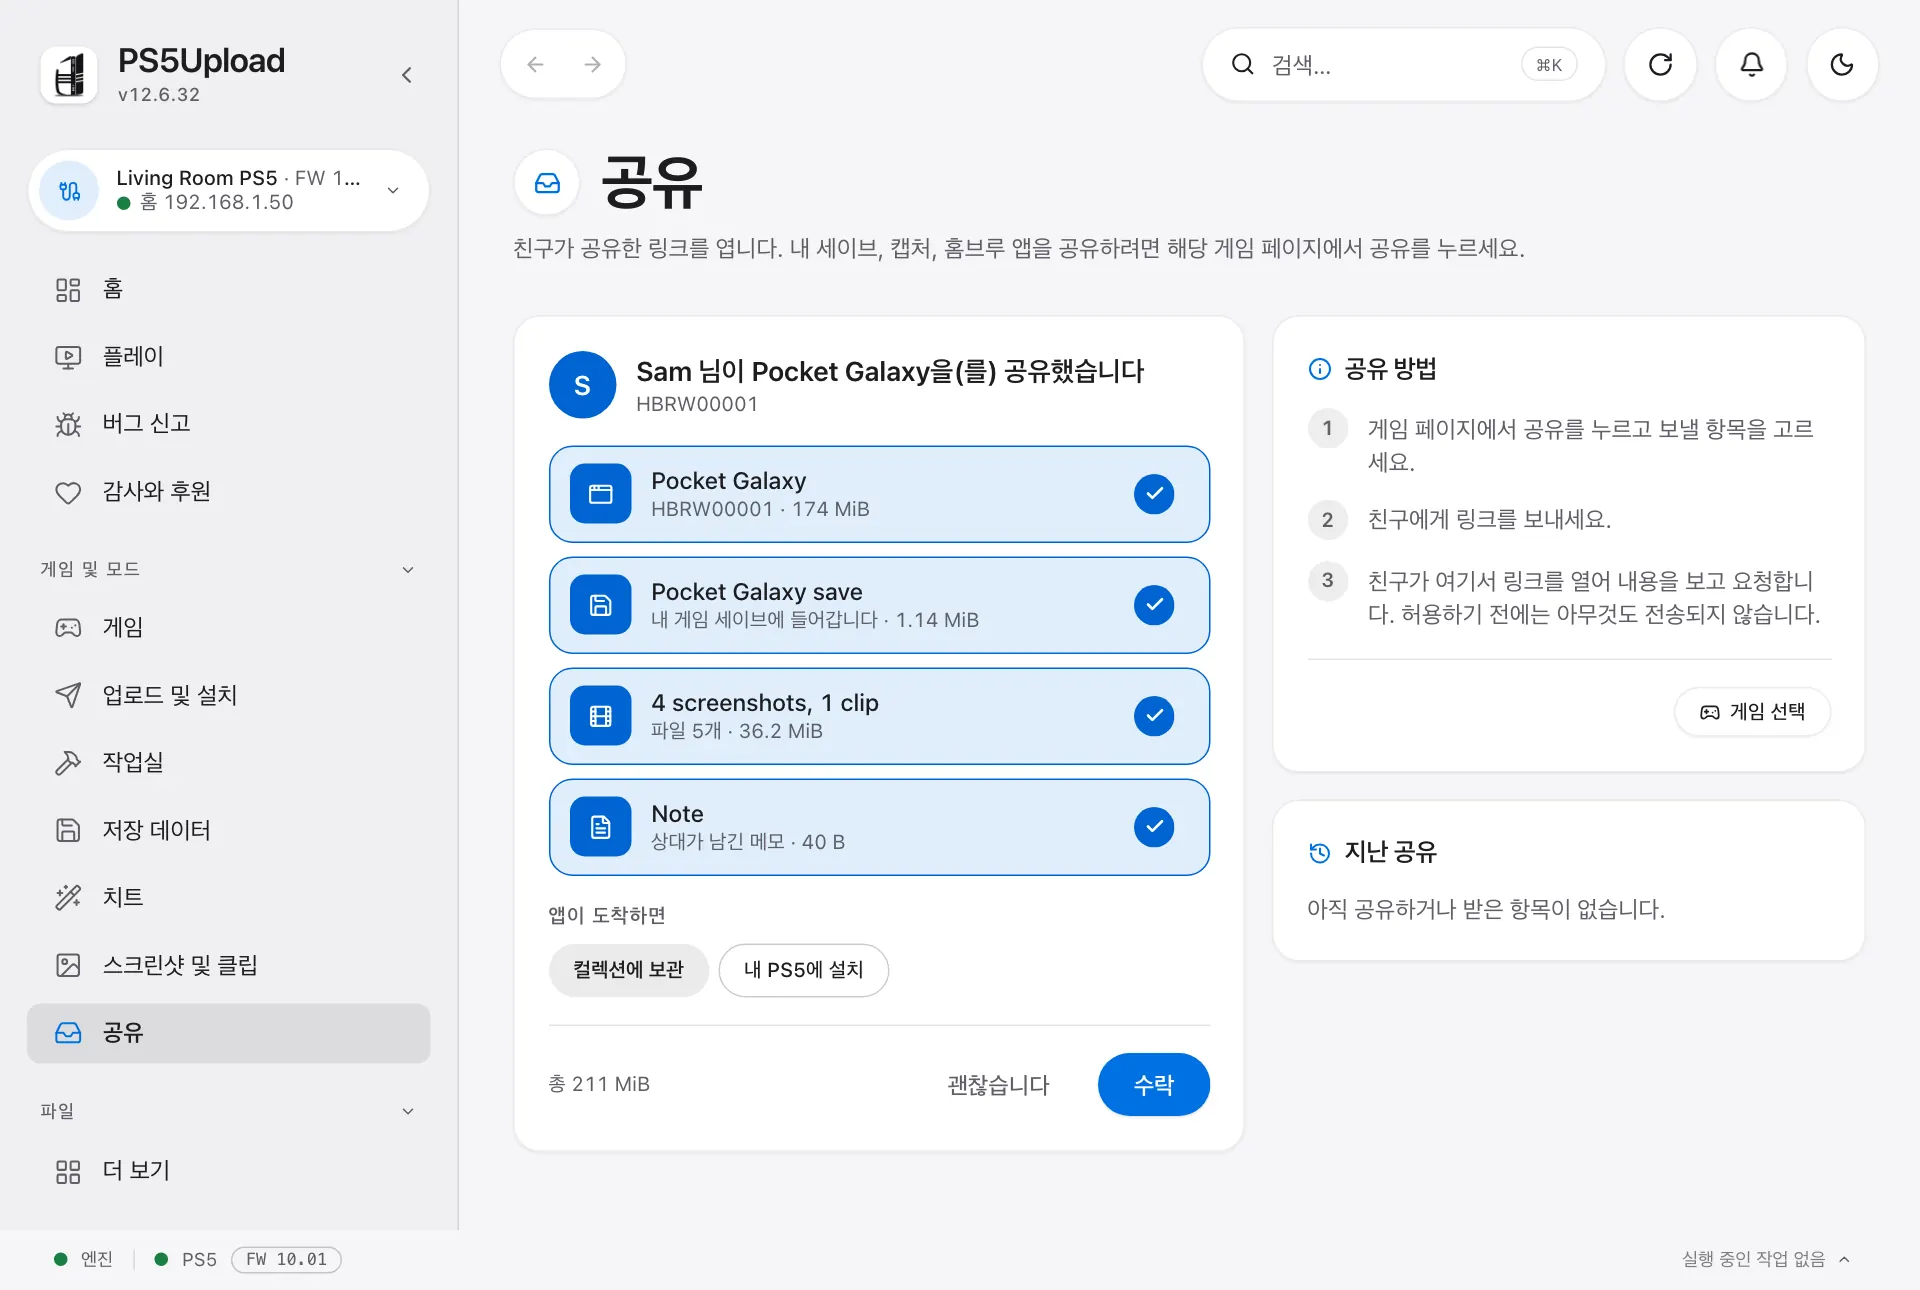 PS5Upload
v12.6.32
Living Room PS5 · FW 1...
홈 192.168.1.50
홈
플레이
버그 신고
감사와 후원
게임 및 모드
게임
업로드 및 설치
작업실
저장 데이터
치트
스크린샷 및 클립
공유
파일
더 보기
검색...
⌘K
공유
친구가 공유한 링크를 엽니다. 내 세이브, 캡처, 홈브루 앱을 공유하려면 해당 게임 페이지에서 공유를 누르세요.
S
Sam 님이 Pocket Galaxy을(를) 공유했습니다
HBRW00001
Pocket Galaxy
HBRW00001 · 174 MiB
Pocket Galaxy save
내 게임 세이브에 들어갑니다 · 1.14 MiB
4 screenshots, 1 clip
파일 5개 · 36.2 MiB
Note
상대가 남긴 메모 · 40 B
앱이 도착하면
컬렉션에 보관
내 PS5에 설치
총 211 MiB
괜찮습니다
수락
공유 방법
1
게임 페이지에서 공유를 누르고 보낼 항목을 고르
세요.
2
친구에게 링크를 보내세요.
3
친구가 여기서 링크를 열어 내용을 보고 요청합니
다. 허용하기 전에는 아무것도 전송되지 않습니다.
게임 선택
지난 공유
아직 공유하거나 받은 항목이 없습니다.
엔진
PS5
FW 10.01
실행 중인 작업 없음